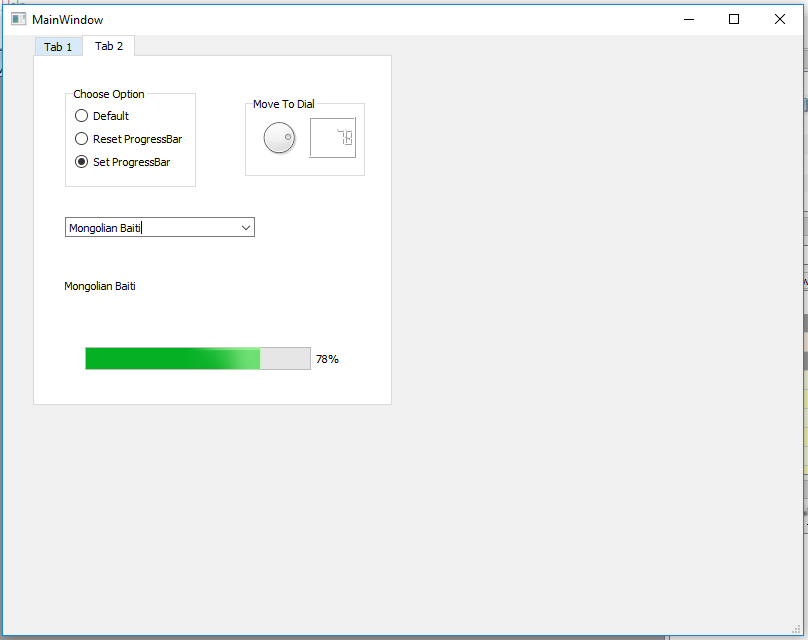 MainWindow
Tab 1
Tab 2
Choose Option
Default
Reset ProgressBar
Set ProgressBar
Move To Dial
78
Mongolian Baiti
Mongolian Baiti
78%